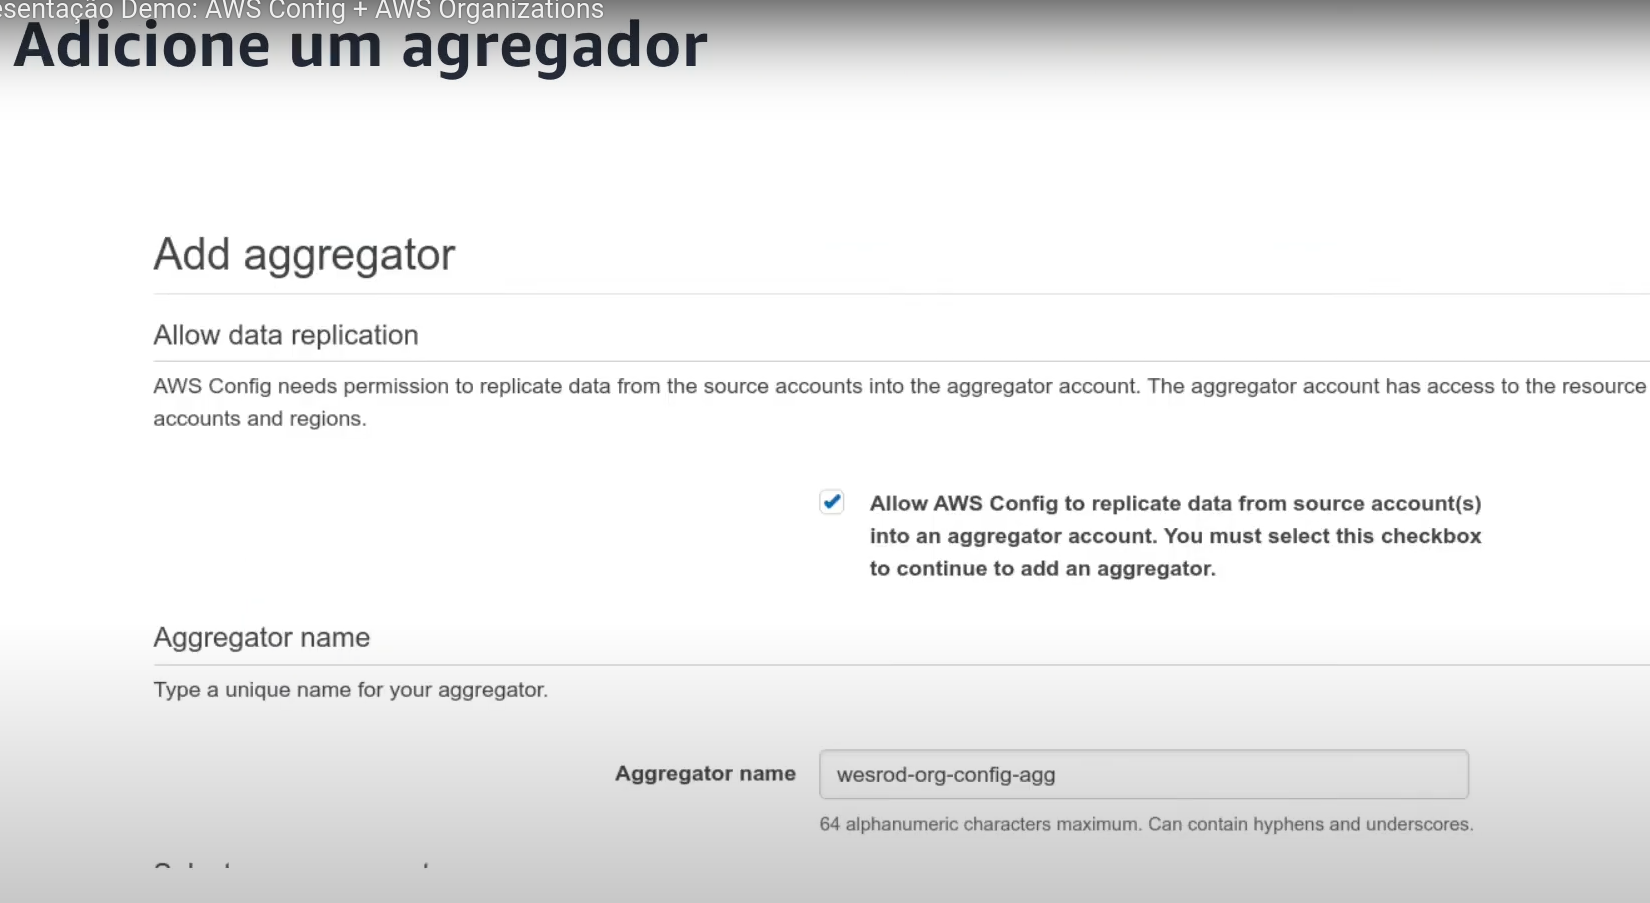 esentação Demo: AWS Config + AWS Organizations
Adicione um agregador
Add aggregator
Allow data replication
AWS Config needs permission to replicate data from the source accounts into the aggregator account. The aggregator account has access to the resource
accounts and regions.
Allow AWS Config to replicate data from source account(s)
into an aggregator account. You must select this checkbox
to continue to add an aggregator.
Aggregator name
Type a unique name for your aggregator.
Aggregator name
wesrod-org-config-agg
64 alphanumeric characters maximum. Can contain hyphens and underscores.